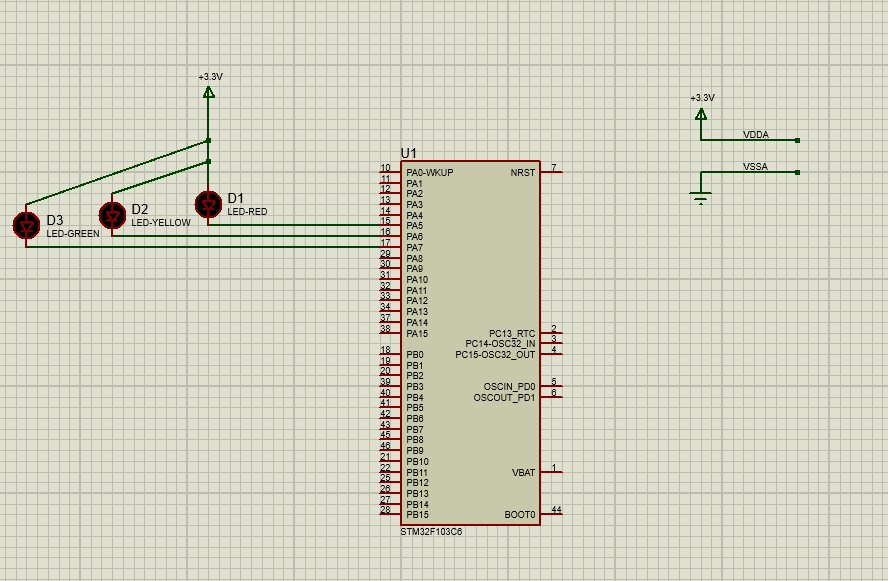 +3.3V
+3.3V
VDDA
VSSA
U1
10 PA0-WKUP NRST 7
11 PA1
12 PA2
13 PA3
14 PA4
15 PA5
16 PA6
17 PA7
29 PA8
30 PA9
31 PA10
32 PA11
33 PA12
34 PA13
37 PA14
38 PA15
D1
LED-RED
D2
LED-YELLOW
D3
LED-GREEN
PC13_RTC 2
PC14-OSC32_IN 3
18 PB0 PC15-OSC32_OUT 4
19 PB1
20 PB2
39 PB3 OSCIN_PD0 5
40 PB4 OSCOUT_PD1 6
41 PB5
42 PB6
43 PB7
45 PB8
46 PB9
21 PB10
22 PB11 VBAT 1
25 PB12
26 PB13
27 PB14
28 PB15 BOOT0 44
STM32F103C6